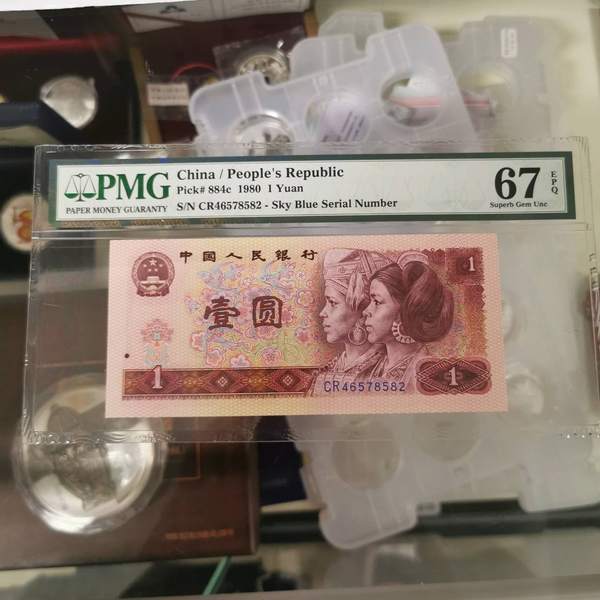 PMG
PAPER MONEY GUARANTY
China / People's Republic
Pick# 884c 1980 1 Yuan
S/N CR46578582 - Sky Blue Serial Number
67
EPQ
Superb Gem Unc
中国人民银行
壹圆
1
1
CR46578582
1